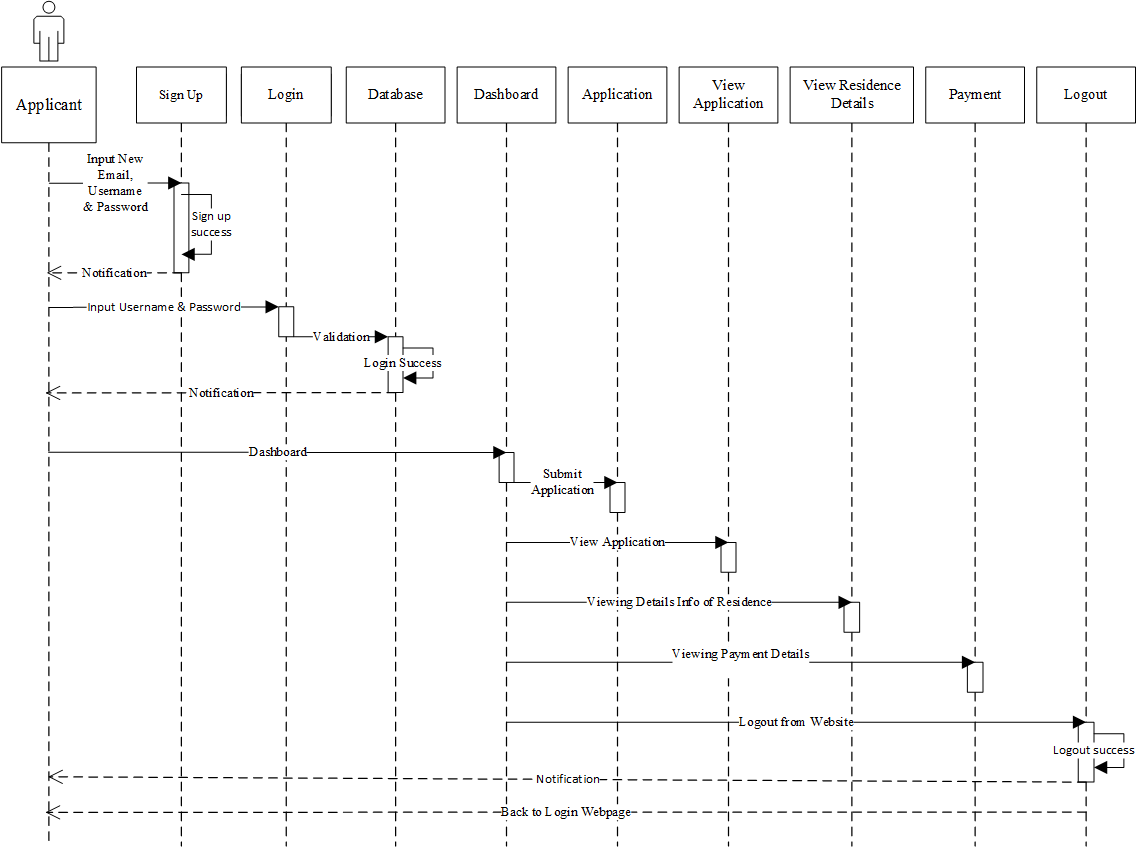 Applicant
Sign Up
Login
Database
Dashboard
Application
View
Application
View Residence
Details
Payment
Logout
Input New
Email,
Username
& Password
Sign up
success
Notification
Input Username & Password
Validation
Login Success
Notification
Dashboard
Submit
Application
View Application
Viewing Details Info of Residence
Viewing Payment Details
Logout from Website
Logout success
Notification
Back to Login Webpage